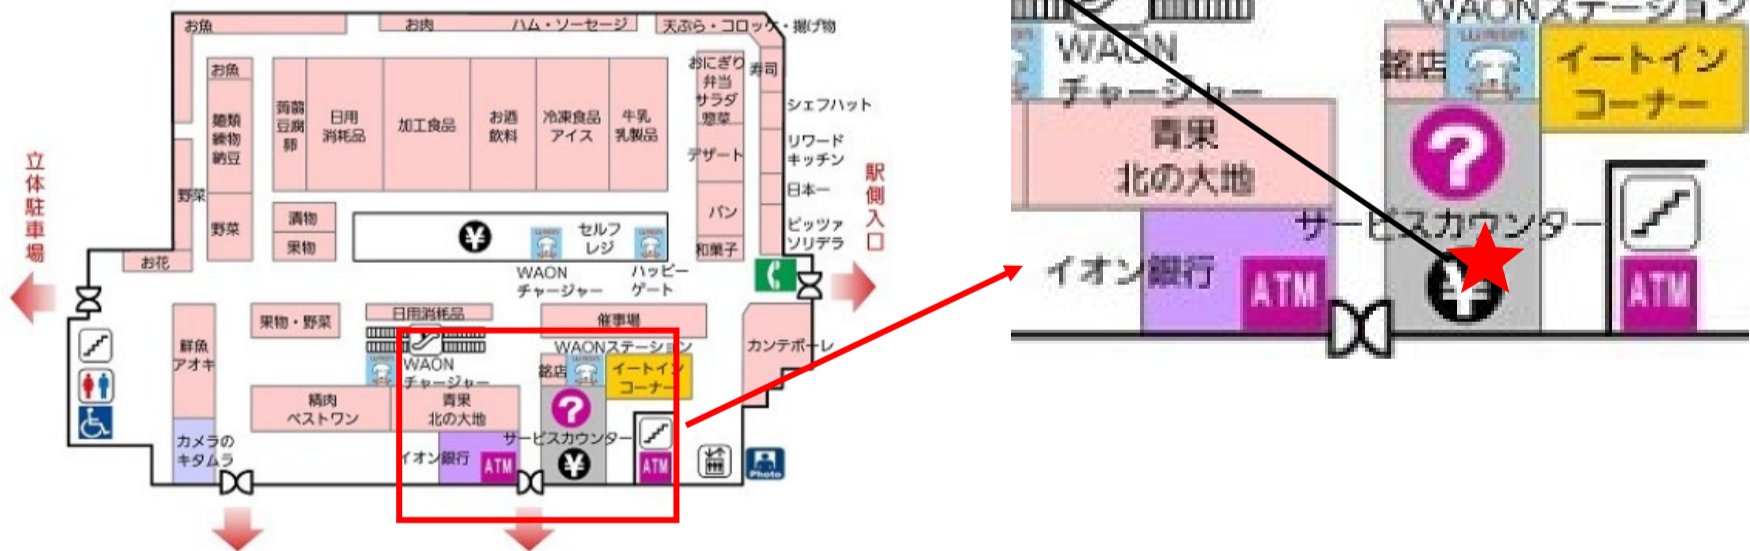 お魚
お肉
ハム・ソーセージ
天ぷら・コロッケ・揚げ物
お魚
麺類
練物
納豆
蒟蒻
豆腐
卵
日用
消耗品
加工食品
お酒
飲料
冷凍食品
アイス
牛乳
乳製品
おにぎり
弁当
サラダ
惣菜
寿司
シェフハット
リワード
キッチン
デザート
日本一
パン
ピッツァ
ソリデラ
和菓子
立体駐車場
駅側入口
野菜
野菜
漬物
果物
¥
セルフ
レジ
WAON
チャージャー
ハッピー
ゲート
お花
鮮魚
アオキ
果物・野菜
日用消耗品
催事場
WAONステーション
カンテボーレ
WAON
チャージャー
銘店
イートイン
コーナー
精肉
ベストワン
青果
北の大地
?
サービスカウンター
カメラの
キタムラ
イオン銀行
ATM
¥
ATM
Photo
WAONステーション
WAON
チャージャー
銘店
イートイン
コーナー
青果
北の大地
?
サービスカウンター
イオン銀行
ATM
¥
ATM